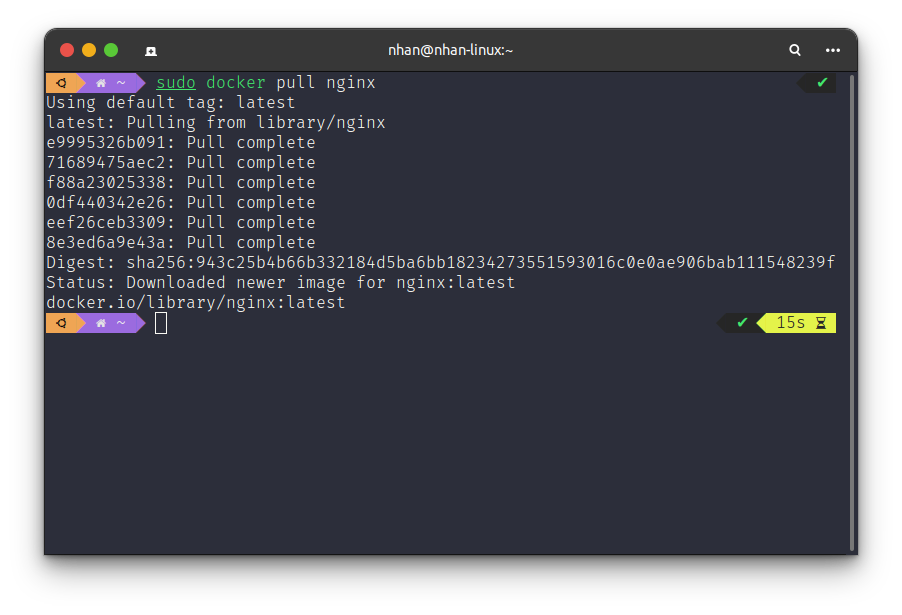 nhan@nhan-linux:~
~ sudo docker pull nginx
Using default tag: latest
latest: Pulling from library/nginx
e9995326b091: Pull complete
71689475aec2: Pull complete
f88a23025338: Pull complete
0df440342e26: Pull complete
eef26ceb3309: Pull complete
8e3ed6a9e43a: Pull complete
Digest: sha256:943c25b4b66b332184d5ba6bb18234273551593016c0e0ae906bab111548239f
Status: Downloaded newer image for nginx:latest
docker.io/library/nginx:latest
~ 15s